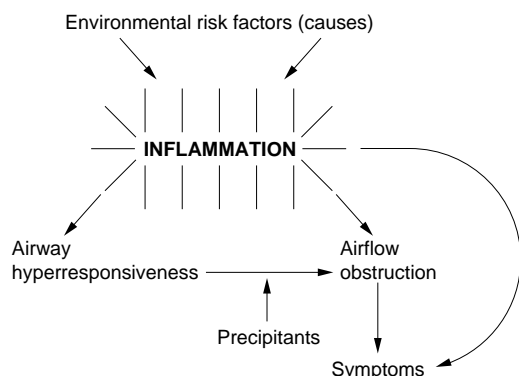 Environmental risk factors (causes)
INFLAMMATION
Airway
hyperresponsiveness
Airflow
obstruction
Precipitants
Symptoms